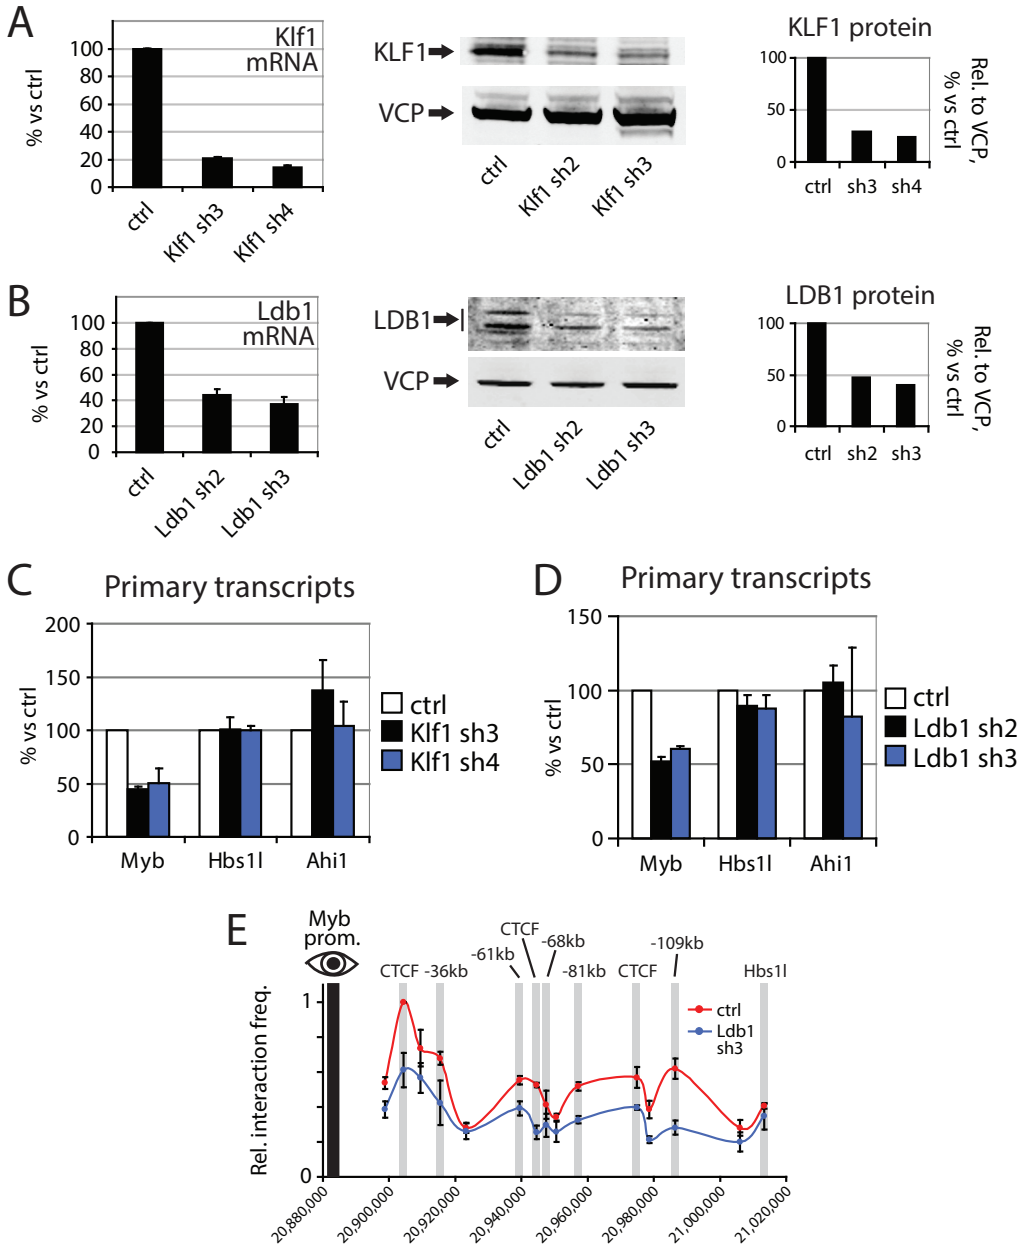 A
Klf1
mRNA
% vs ctrl
100
80
60
40
20
0
ctrl
Klf1 sh3
Klf1 sh4
KLF1
VCP
ctrl
Klf1 sh2
Klf1 sh3
KLF1 protein
100
50
0
ctrl sh3 sh4
Rel. to VCP,
% vs ctrl
B
Ldb1
mRNA
% vs ctrl
100
80
60
40
20
0
ctrl
Ldb1 sh2
Ldb1 sh3
LDB1
VCP
ctrl
Ldb1 sh2
Ldb1 sh3
LDB1 protein
100
50
0
ctrl sh2 sh3
Rel. to VCP,
% vs ctrl
C
Primary transcripts
% vs ctrl
200
150
100
50
0
Myb Hbs1l Ahi1
ctrl
Klf1 sh3
Klf1 sh4
D
Primary transcripts
% vs ctrl
150
100
50
0
Myb Hbs1l Ahi1
ctrl
Ldb1 sh2
Ldb1 sh3
E
Myb
prom.
CTCF
-36kb
-61kb
CTCF
-68kb
-81kb
CTCF
-109kb
Hbs1l
Rel. interaction freq.
1
0
ctrl
Ldb1
sh3
20,880,000
20,900,000
20,920,000
20,940,000
20,960,000
20,980,000
21,000,000
21,020,000